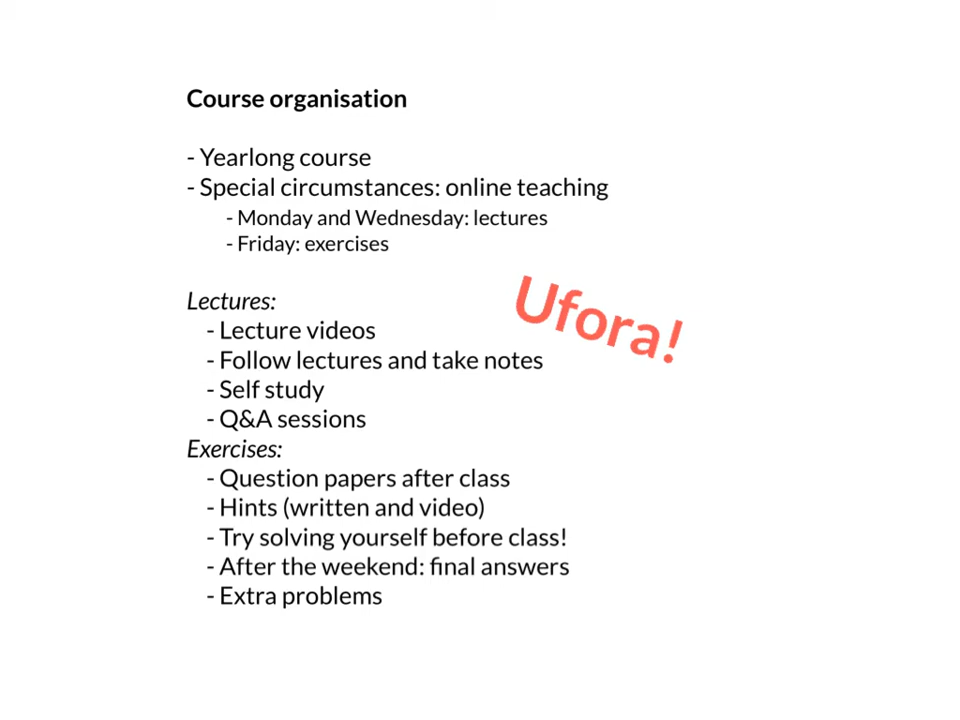 Course organisation
- Yearlong course
- Special circumstances: online teaching
- Monday and Wednesday: lectures
- Friday: exercises
Ufora!
Lectures:
- Lecture videos
- Follow lectures and take notes
- Self study
- Q&A sessions
Exercises:
- Question papers after class
- Hints (written and video)
- Try solving yourself before class!
- After the weekend: final answers
- Extra problems